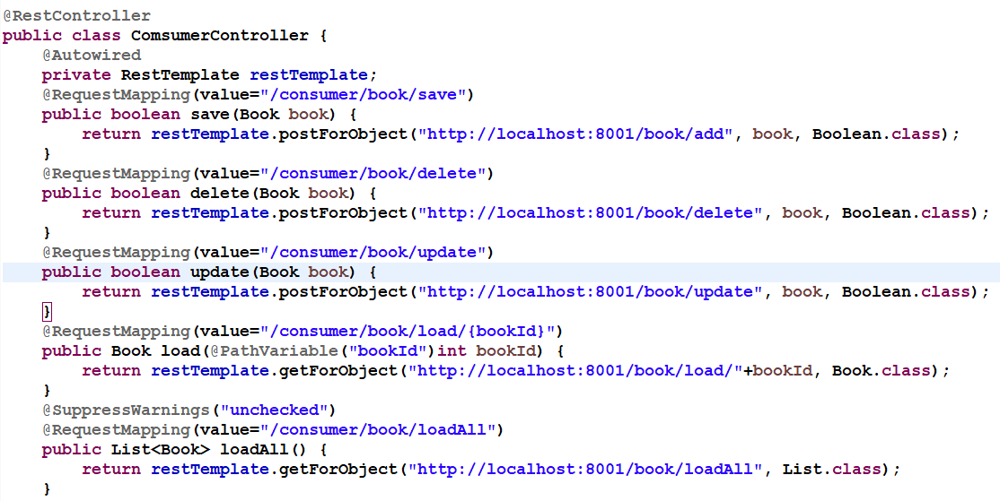 @RestController
public class ComsumerController {
    @Autowired
    private RestTemplate restTemplate;
    @RequestMapping(value="/consumer/book/save")
    public boolean save(Book book) {
        return restTemplate.postForObject("http://localhost:8001/book/add", book, Boolean.class);
    }
    @RequestMapping(value="/consumer/book/delete")
    public boolean delete(Book book) {
        return restTemplate.postForObject("http://localhost:8001/book/delete", book, Boolean.class);
    }
    @RequestMapping(value="/consumer/book/update")
    public boolean update(Book book) {
        return restTemplate.postForObject("http://localhost:8001/book/update", book, Boolean.class);
    }
    @RequestMapping(value="/consumer/book/load/{bookId}")
    public Book load(@PathVariable("bookId")int bookId) {
        return restTemplate.getForObject("http://localhost:8001/book/load/"+bookId, Book.class);
    }
    @SuppressWarnings("unchecked")
    @RequestMapping(value="/consumer/book/loadAll")
    public List<Book> loadAll() {
        return restTemplate.getForObject("http://localhost:8001/book/loadAll", List.class);
    }